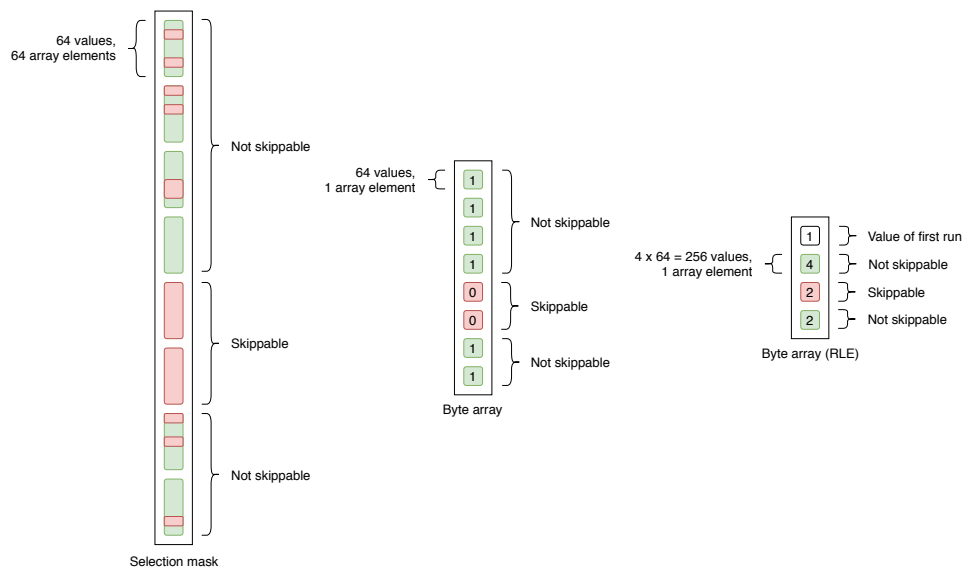 64 values,
64 array elements
Not skippable
Skippable
Not skippable
Selection mask
64 values,
1 array element
1
1
1
1
0
0
1
1
Not skippable
Skippable
Not skippable
Byte array
4 x 64 = 256 values,
1 array element
1
4
2
2
Value of first run
Not skippable
Skippable
Not skippable
Byte array (RLE)